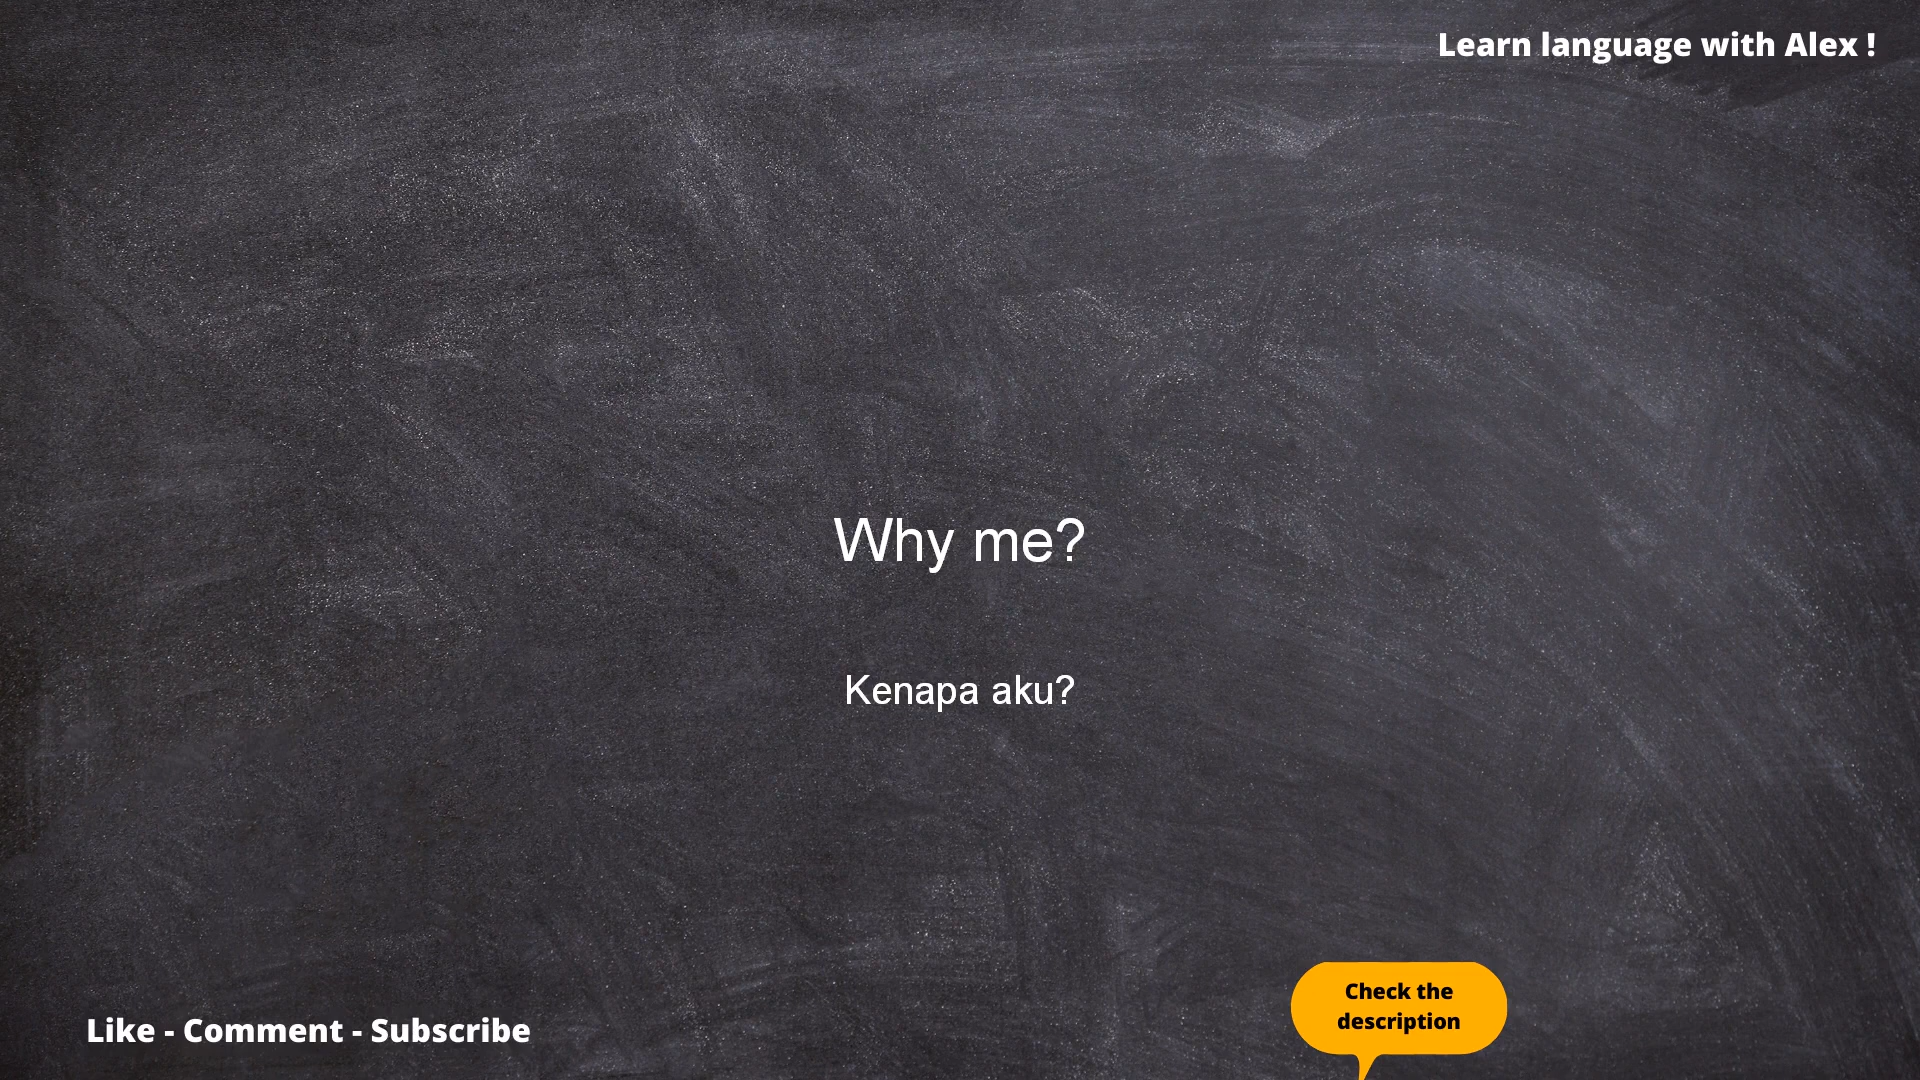 Learn language with Alex !
Why me?
Kenapa aku?
Like - Comment - Subscribe
Check the
description